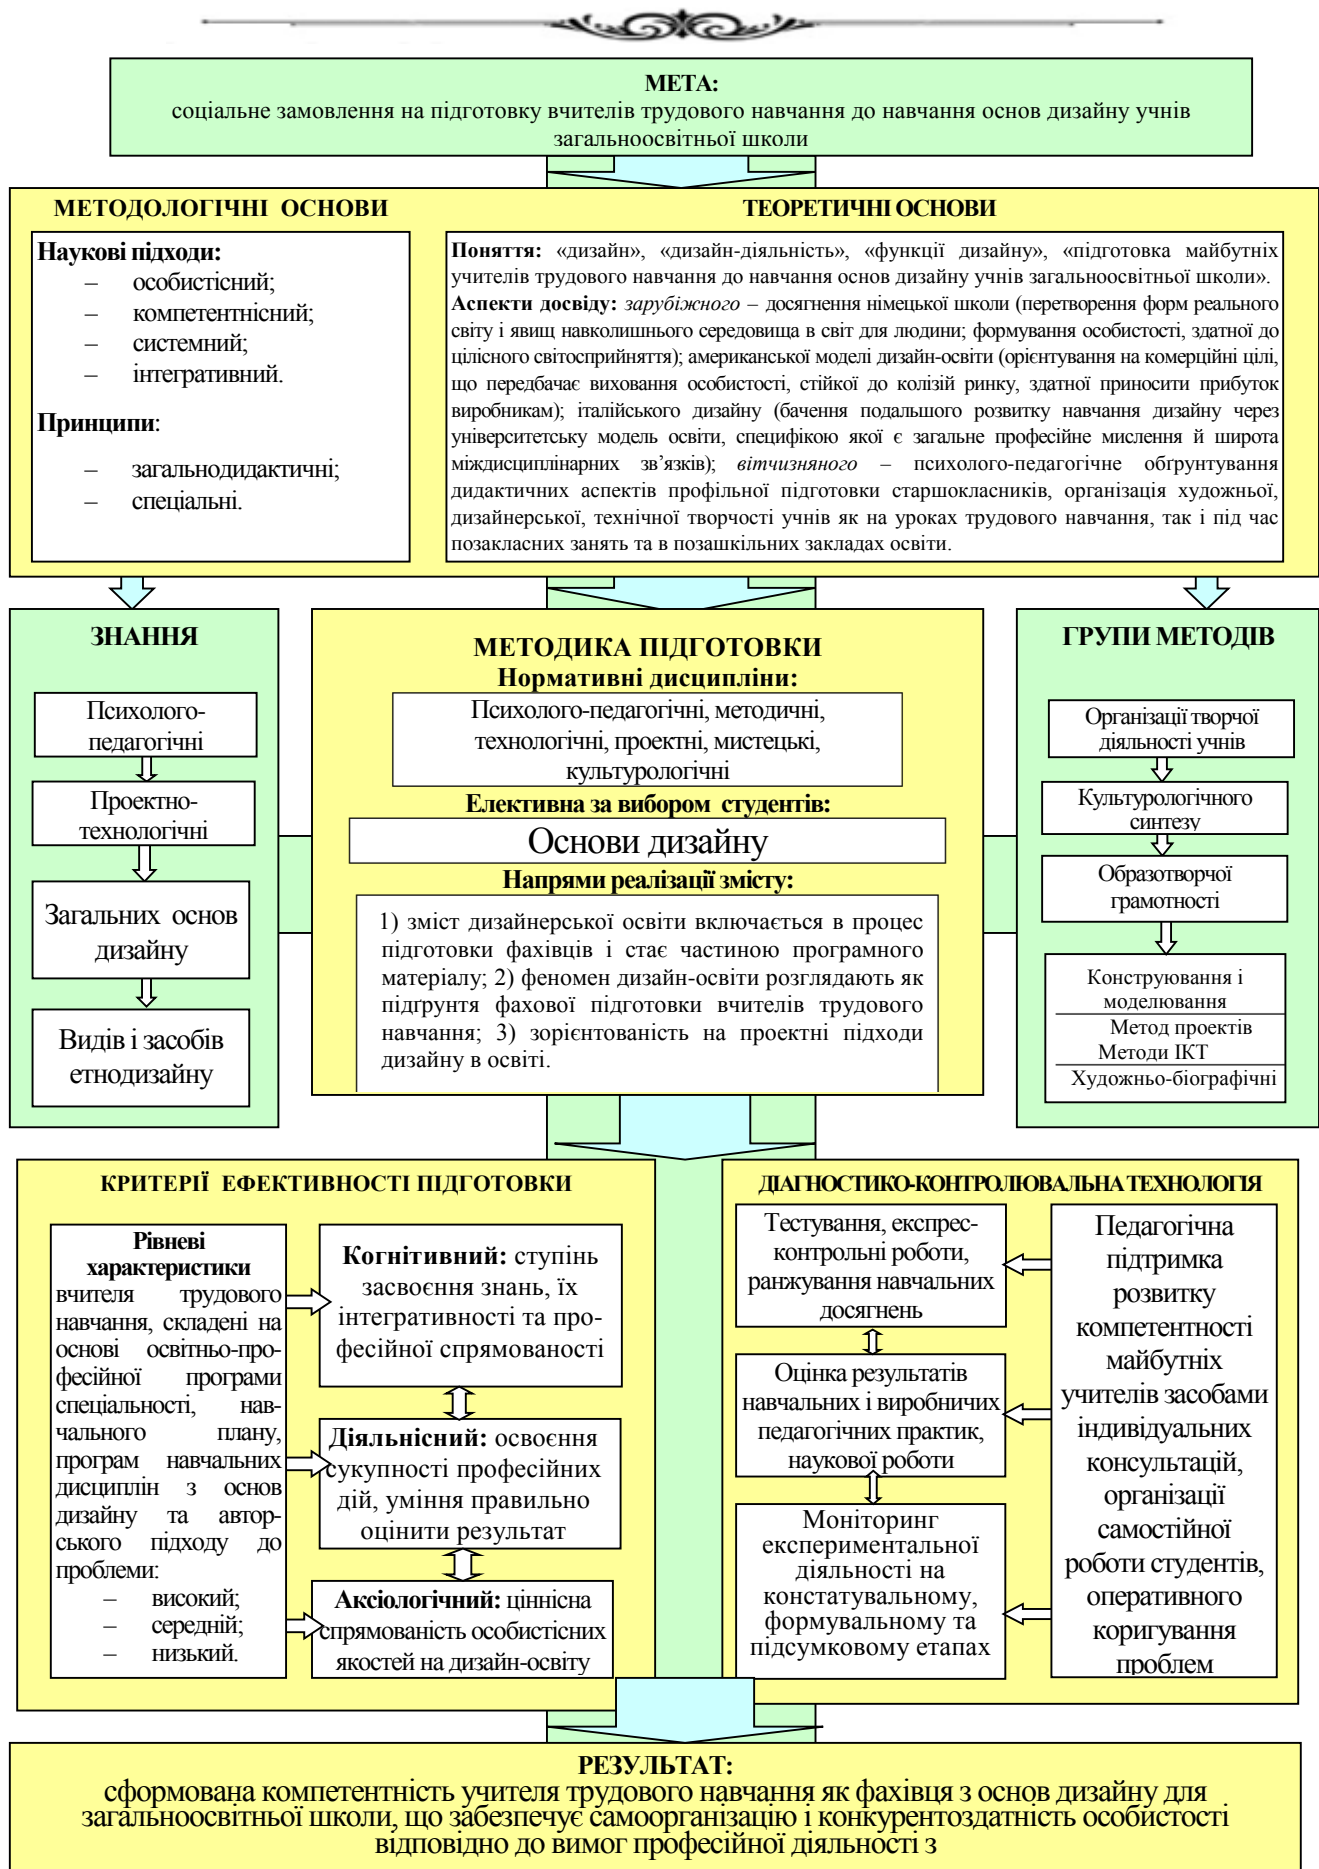 МЕТА:
соціальне замовлення на підготовку вчителів трудового навчання до навчання основ дизайну учнів
загальноосвітньої школи
МЕТОДОЛОГІЧНІ ОСНОВИ
Наукові підходи:
– особистісний;
– компетентнісний;
– системний;
– інтегративний.
Принципи:
– загальнодидактичні;
– спеціальні.
ТЕОРЕТИЧНІ ОСНОВИ
Поняття: «дизайн», «дизайн-діяльність», «функції дизайну», «підготовка майбутніх
учителів трудового навчання до навчання основ дизайну учнів загальноосвітньої школи».
Аспекти досвіду: зарубіжного – досягнення німецької школи (перетворення форм реального
світу і явищ навколишнього середовища в світ для людини; формування особистості, здатної до
цілісного світосприйняття); американської моделі дизайн-освіти (орієнтування на комерційні цілі,
що передбачає виховання особистості, стійкої до колізій ринку, здатної приносити прибуток
виробникам); італійського дизайну (бачення подальшого розвитку навчання дизайну через
університетську модель освіти, специфікою якої є загальне професійне мислення й широта
міждисциплінарних зв’язків); вітчизняного – психолого-педагогічне обґрунтування
дидактичних аспектів профільної підготовки старшокласників, організація художньої,
дизайнерської, технічної творчості учнів як на уроках трудового навчання, так і під час
позакласних занять та в позашкільних закладах освіти.
ЗНАННЯ
Психолого-
педагогічні
Проектно-
технологічні
Загальних основ
дизайну
Видів і засобів
етнодизайну
МЕТОДИКА ПІДГОТОВКИ
Нормативні дисципліни:
Психолого-педагогічні, методичні,
технологічні, проектні, мистецькі,
культурологічні
Елективна за вибором студентів:
Основи дизайну
Напрями реалізації змісту:
1) зміст дизайнерської освіти включається в процес
підготовки фахівців і стає частиною програмного
матеріалу; 2) феномен дизайн-освіти розглядають як
підґрунтя фахової підготовки вчителів трудового
навчання; 3) зорієнтованість на проектні підходи
дизайну в освіті.
ГРУПИ МЕТОДІВ
Організації творчої
діяльності учнів
Культурологічного
синтезу
Образотворчої
грамотності
Конструювання і
моделювання
Метод проектів
Методи ІКТ
Художньо-біографічні
КРИТЕРІЇ ЕФЕКТИВНОСТІ ПІДГОТОВКИ
Рівневі
характеристики
вчителя трудового
навчання, складені на
основі освітньо-про-
фесійної програми
спеціальності, нав-
чального плану,
програм навчальних
дисциплін з основ
дизайну та автор-
ського підходу до
проблеми:
– високий;
– середній;
– низький.
Когнітивний: ступінь
засвоєння знань, їх
інтегративності та про-
фесійної спрямованості
Діяльнісний: освоєння
сукупності професійних
дій, уміння правильно
оцінити результат
Аксіологічний: ціннісна
спрямованість особистісних
якостей на дизайн-освіту
ДІАГНОСТИКО-КОНТРОЛЮВАЛЬНА ТЕХНОЛОГІЯ
Тестування, експрес-
контрольні роботи,
ранжування навчальних
досягнень
Оцінка результатів
навчальних і виробничих
педагогічних практик,
наукової роботи
Моніторинг
експериментальної
діяльності на
констатувальному,
формувальному та
підсумковому етапах
Педагогічна
підтримка
розвитку
компетентності
майбутніх
учителів засобами
індивідуальних
консультацій,
організації
самостійної
роботи студентів,
оперативного
коригування
проблем
РЕЗУЛЬТАТ:
сформована компетентність учителя трудового навчання як фахівця з основ дизайну для
загальноосвітньої школи, що забезпечує самоорганізацію і конкурентоздатність особистості
відповідно до вимог професійної діяльності з